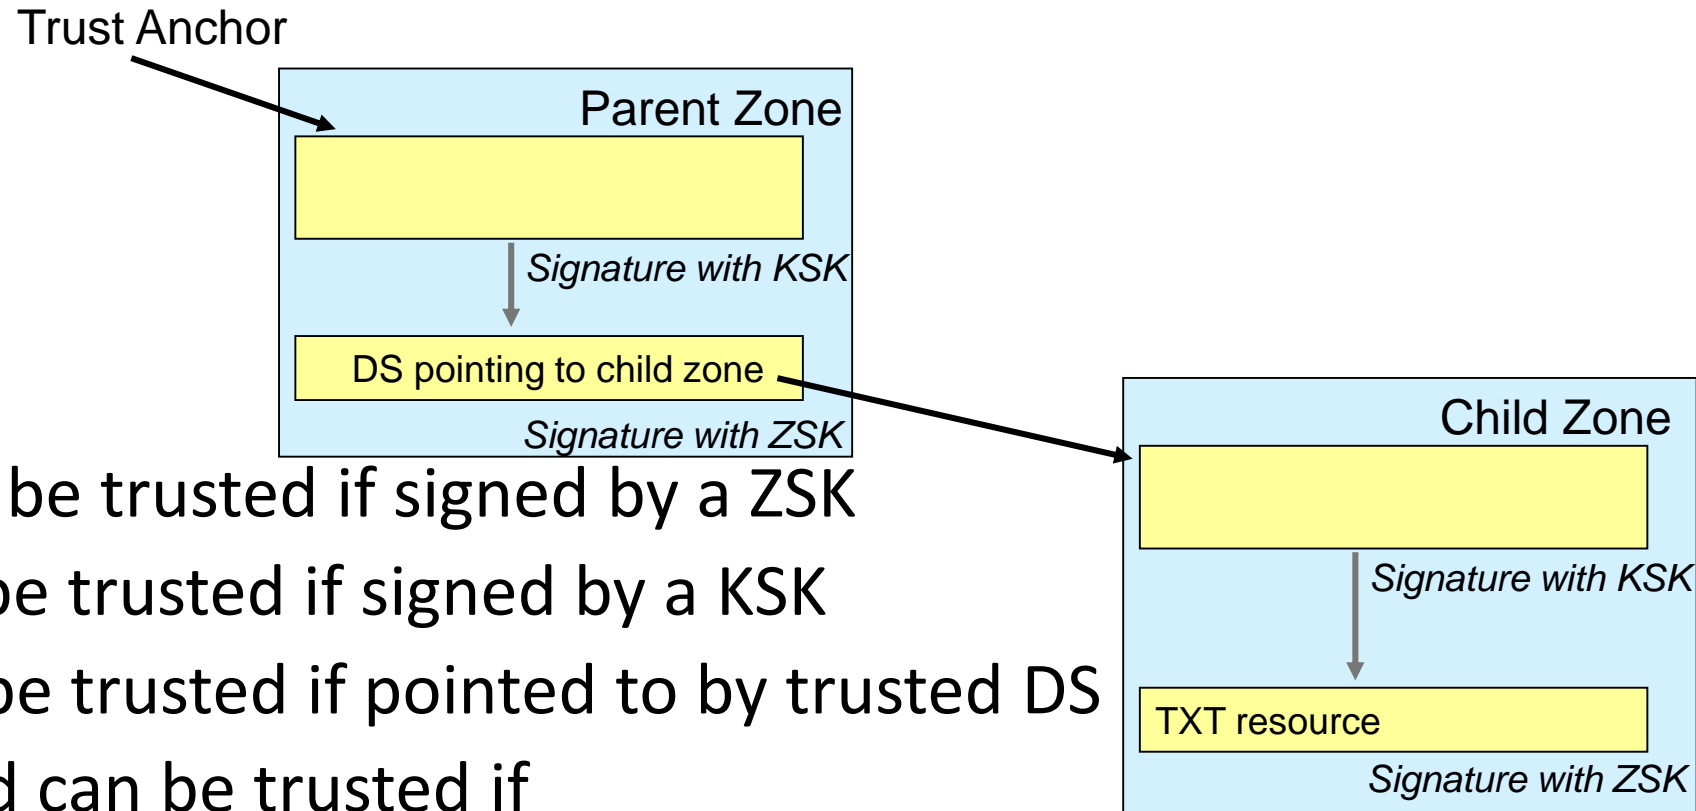 Trust Anchor
Parent Zone
Signature with KSK
DS pointing to child zone
Signature with ZSK
Child Zone
Signature with KSK
TXT resource
Signature with ZSK
be trusted if signed by a ZSK
be trusted if signed by a KSK
be trusted if pointed to by trusted DS
can be trusted if